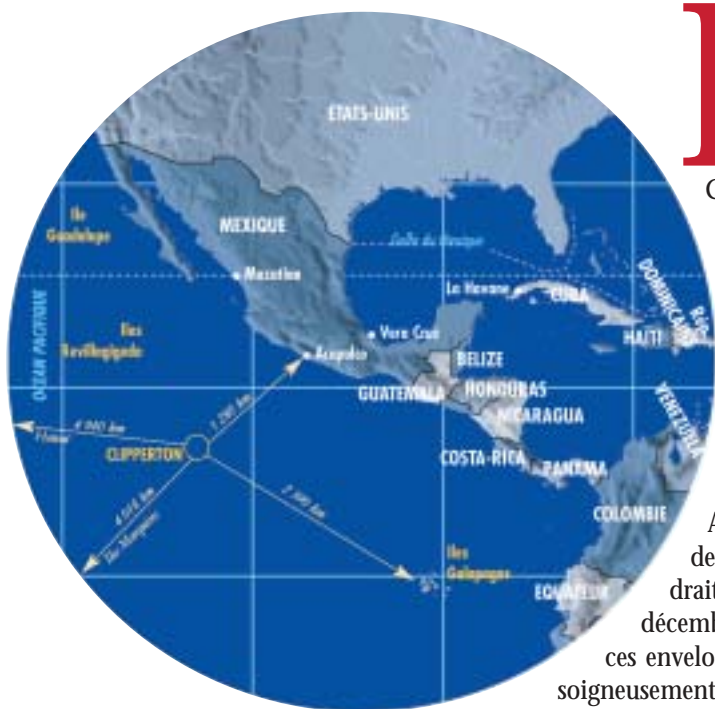 ETATS-UNIS
Ile
Guadelupe
MEXIQUE
Golfe du Mexique
Mazatlan
La Havane
CUBA
DOMINICAINE
Rép.
HAITI
OCEAN PACIFIQUE
Iles
Revillagigedo
Vera Cruz
Acapulco
BELIZE
GUATEMALA
HONDURAS
NICARAGUA
VENEZUELA
CLIPPERTON
COSTA-RICA
PANAMA
COLOMBIE
Iles
Galapagos
EQUATEUR
de
drait
décemb
ces envelo
soigneusement